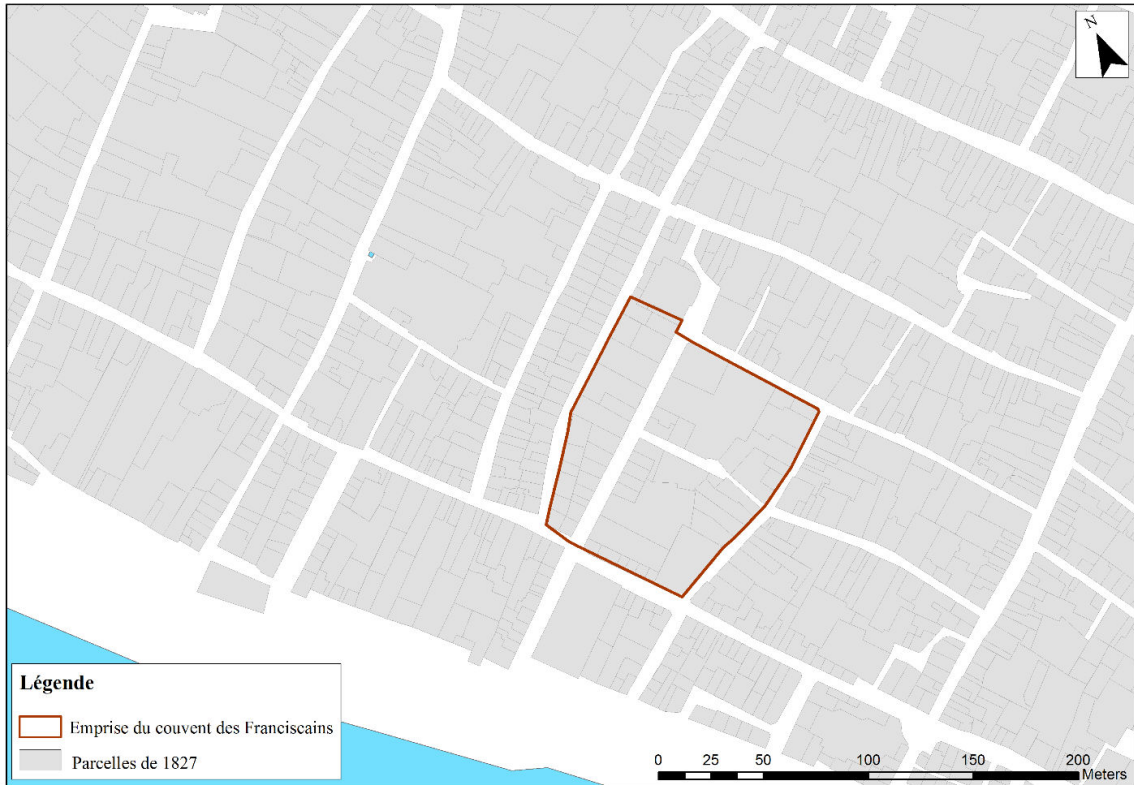 N
Légende
Emprise du couvent des Franciscains
Parcelles de 1827
0 25 50 100 150 200
Meters